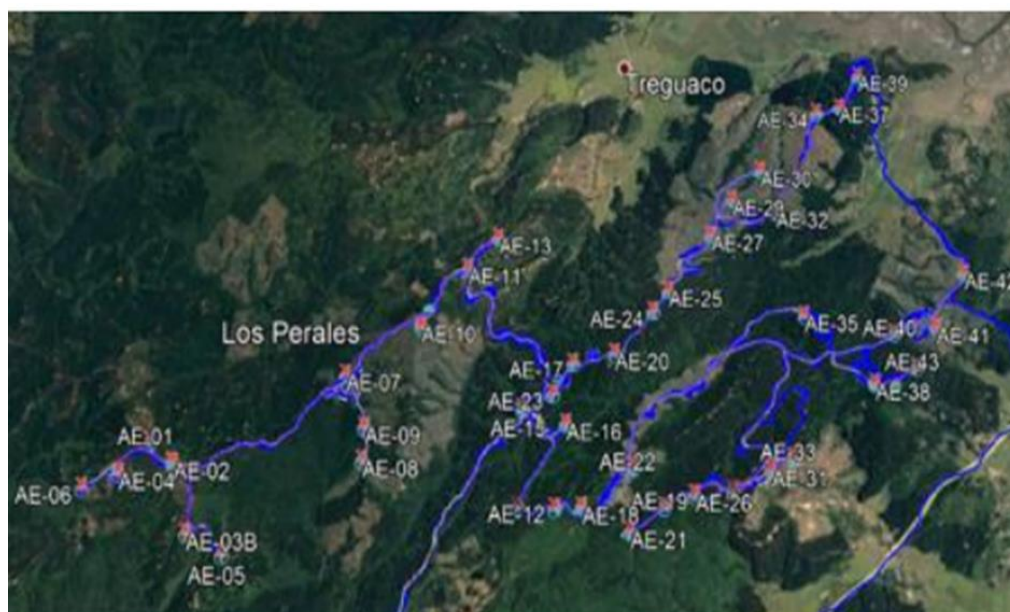 Treguaco
AE-39
AE-37
AE-34
AE-30
AE-29
AE-32
AE-27
AE-13
AE-11
AE-42
AE-25
AE-24
AE-35
AE-40
AE-41
AE-10
Los Perales
AE-20
AE-17
AE-43
AE-38
AE-07
AE-23
AE-15
AE-16
AE-09
AE-01
AE-02
AE-08
AE-22
AE-33
AE-31
AE-04
AE-06
AE-19
AE-26
AE-12
AE-18
AE-21
AE-03B
AE-05